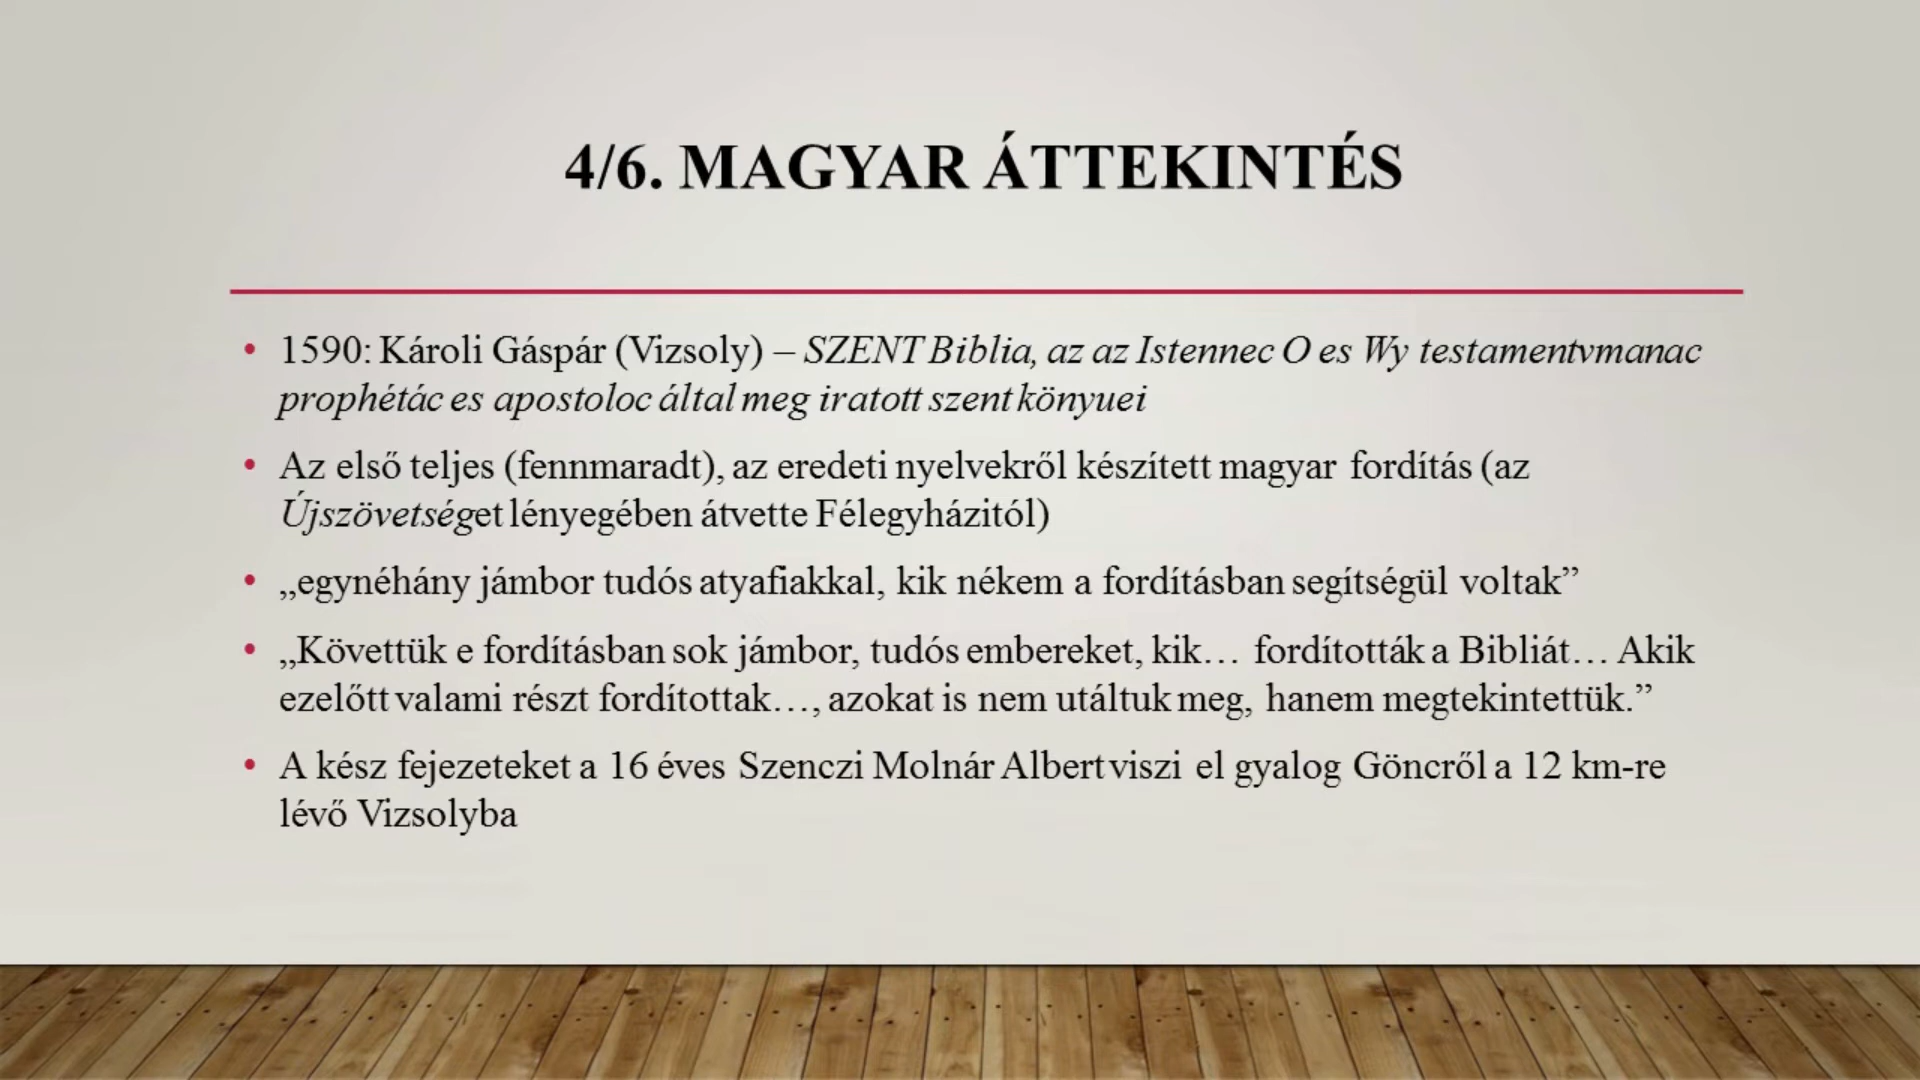 4/6. MAGYAR ÁTTEKINTÉS
• 1590: Károli Gáspár (Vizsoly) – SZENT Biblia, az az Istennec O es Wy testamentvmanac
prophétác es apostoloc által meg iratott szent könyuei
• Az első teljes (fennmaradt), az eredeti nyelvekről készített magyar fordítás (az
Újszövetséget lényegében átvette Félegyházitól)
• „egynéhány jámbor tudós atyafiakkal, kik nékem a fordításban segítségül voltak”
• „Követtük e fordításban sok jámbor, tudós embereket, kik… fordították a Bibliát… Akik
ezelőtt valami részt fordítottak…, azokat is nem utáltuk meg, hanem megtekintettük.”
• A kész fejezeteket a 16 éves Szenczi Molnár Albert viszi el gyalog Göncről a 12 km-re
lévő Vizsolyba